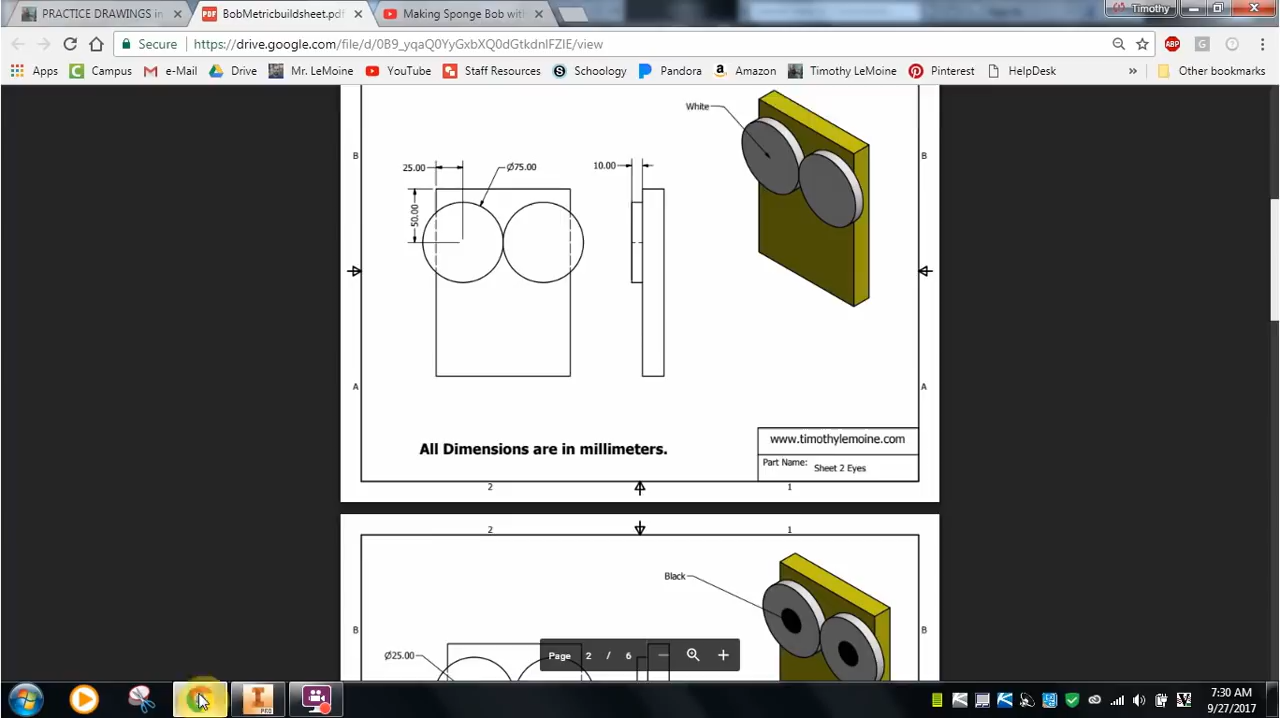 PRACTICE DRAWINGS in
BobMetricbuildsheet.pdf
Making Sponge Bob with
Timothy
Secure
https://drive.google.com/file/d/0B9_yqaQ0YyGxbXQ0dGtkdnlFZlE/view
Apps
Campus
e-Mail
Drive
Mr. LeMoine
YouTube
Staff Resources
Schoology
Pandora
Amazon
Timothy LeMoine
Pinterest
HelpDesk
»
Other bookmarks
White
B
B
25.00
Ø75.00
10.00
50.00
A
A
All Dimensions are in millimeters.
www.timothylemoine.com
Part Name: Sheet 2 Eyes
2
1
2
1
Black
B
B
Ø25.00
Page 2 / 6
7:30 AM
9/27/2017